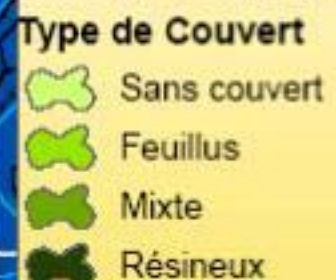 Type de Couvert
Sans couvert
Feuillus
Mixte
Résineux